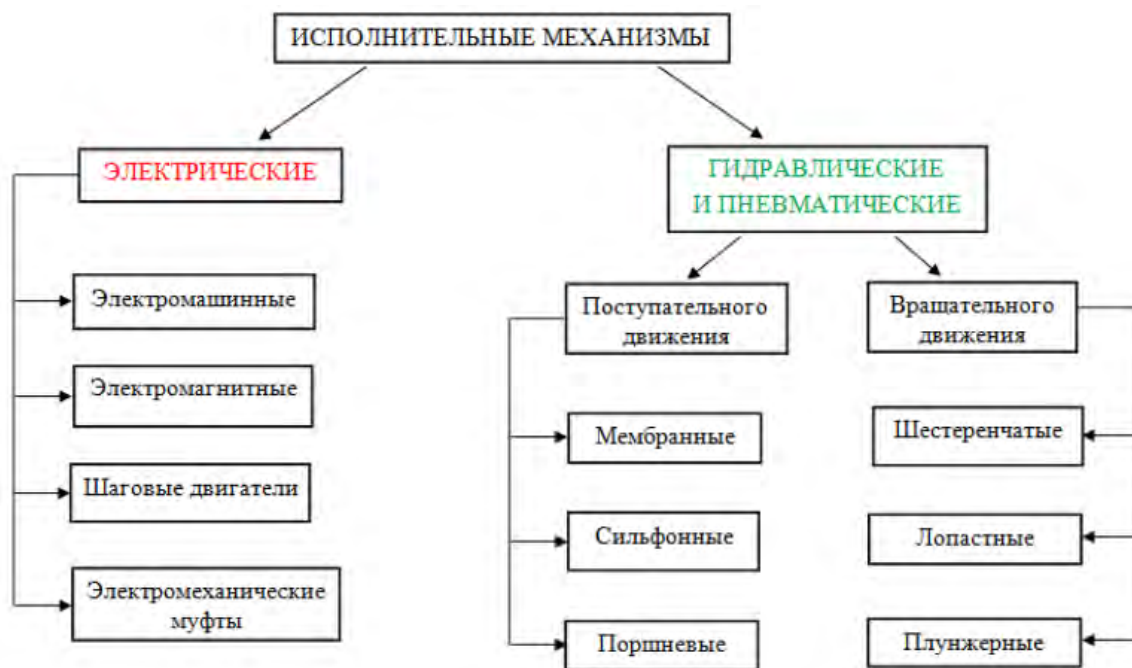 ИСПОЛНИТЕЛЬНЫЕ МЕХАНИЗМЫ
ЭЛЕКТРИЧЕСКИЕ
Электромашинные
Электромагнитные
Шаговые двигатели
Электромеханические
муфты
ГИДРАВЛИЧЕСКИЕ
И ПНЕВМАТИЧЕСКИЕ
Поступательного
движения
Мембранные
Сильфонные
Поршневые
Вращательного
движения
Шестеренчатые
Лопастные
Плунжерные